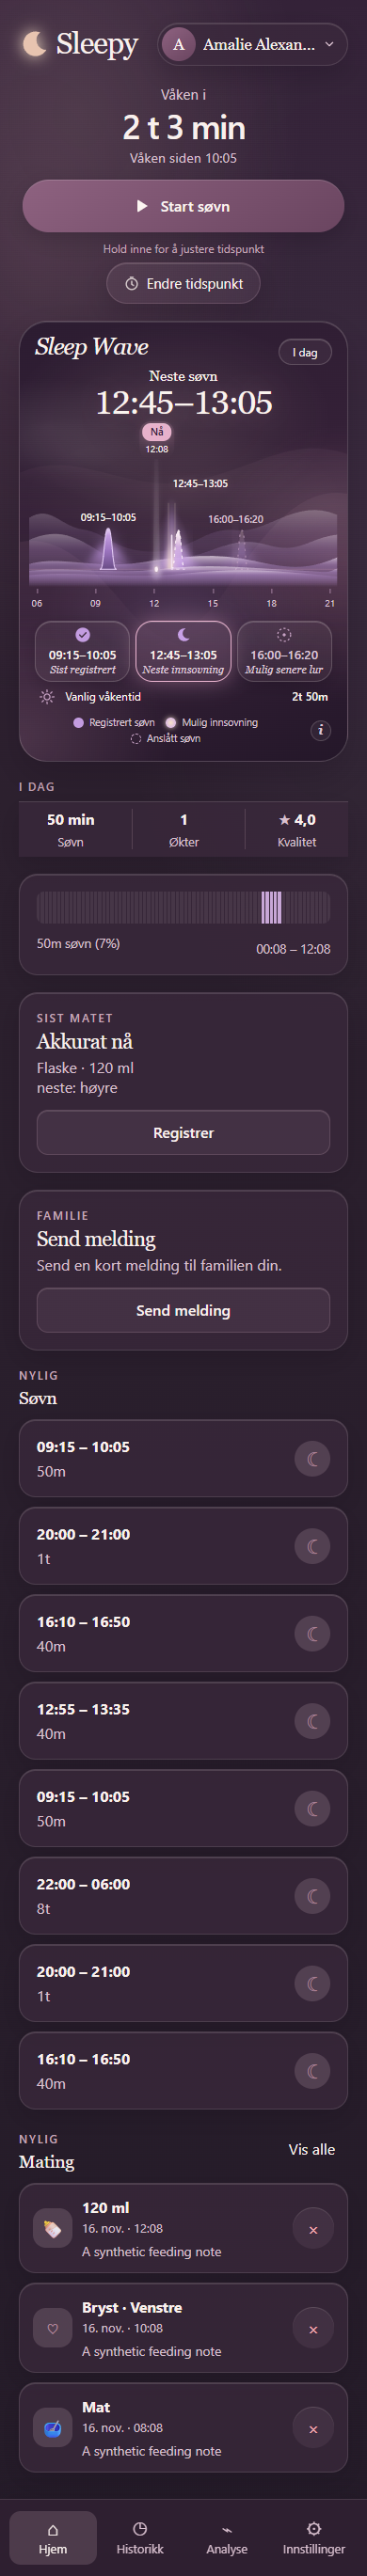 Sleepy
A Amalie Alexan...
Våken i
2 t 3 min
Våken siden 10:05
Start søvn
Hold inne for å justere tidspunkt
Endre tidspunkt
Sleep Wave
I dag
Neste søvn
12:45–13:05
Nå
12:08
12:45–13:05
09:15–10:05
16:00–16:20
06 09 12 15 18 21
09:15–10:05
Sist registrert
12:45–13:05
Neste innsovning
16:00–16:20
Mulig senere lur
Vanlig våkentid
2t 50m
Registrert søvn
Mulig innsovning
Anslått søvn
i
I DAG
50 min
Søvn
1
Økter
★ 4,0
Kvalitet
50m søvn (7%)
00:08 – 12:08
SIST MATET
Akkurat nå
Flaske · 120 ml
neste: høyre
Registrer
FAMILIE
Send melding
Send en kort melding til familien din.
Send melding
NYLIG
Søvn
09:15 – 10:05
50m
20:00 – 21:00
1t
16:10 – 16:50
40m
12:55 – 13:35
40m
09:15 – 10:05
50m
22:00 – 06:00
8t
20:00 – 21:00
1t
16:10 – 16:50
40m
NYLIG
Mating
Vis alle
120 ml
16. nov. · 12:08
A synthetic feeding note
×
Bryst · Venstre
16. nov. · 10:08
A synthetic feeding note
×
Mat
16. nov. · 08:08
A synthetic feeding note
×
Hjem
Historikk
Analyse
Innstillinger